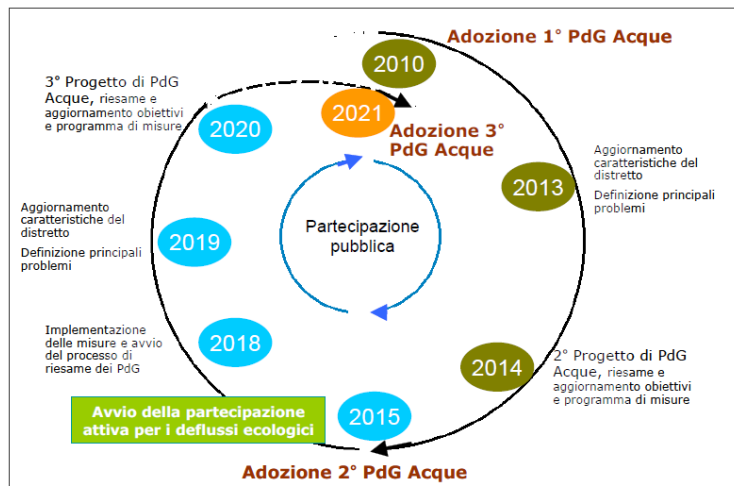 Adozione 1° PdG Acque
2010
3° Progetto di PdG
Acque, riesame e
aggiornamento obiettivi
e programma di misure
2020
2021
Adozione 3°
PdG Acque
Aggiornamento
caratteristiche del
distretto
Definizione principali
problemi
2013
Aggiornamento
caratteristiche del
distretto
Definizione principali
problemi
2019
Partecipazione
pubblica
Implementazione
delle misure e avvio
del processo di
riesame dei PdG
2018
2014
2° Progetto di PdG
Acque, riesame e
aggiornamento obiettivi
e programma di misure
Avvio della partecipazione
attiva per i deflussi ecologici
2015
Adozione 2° PdG Acque